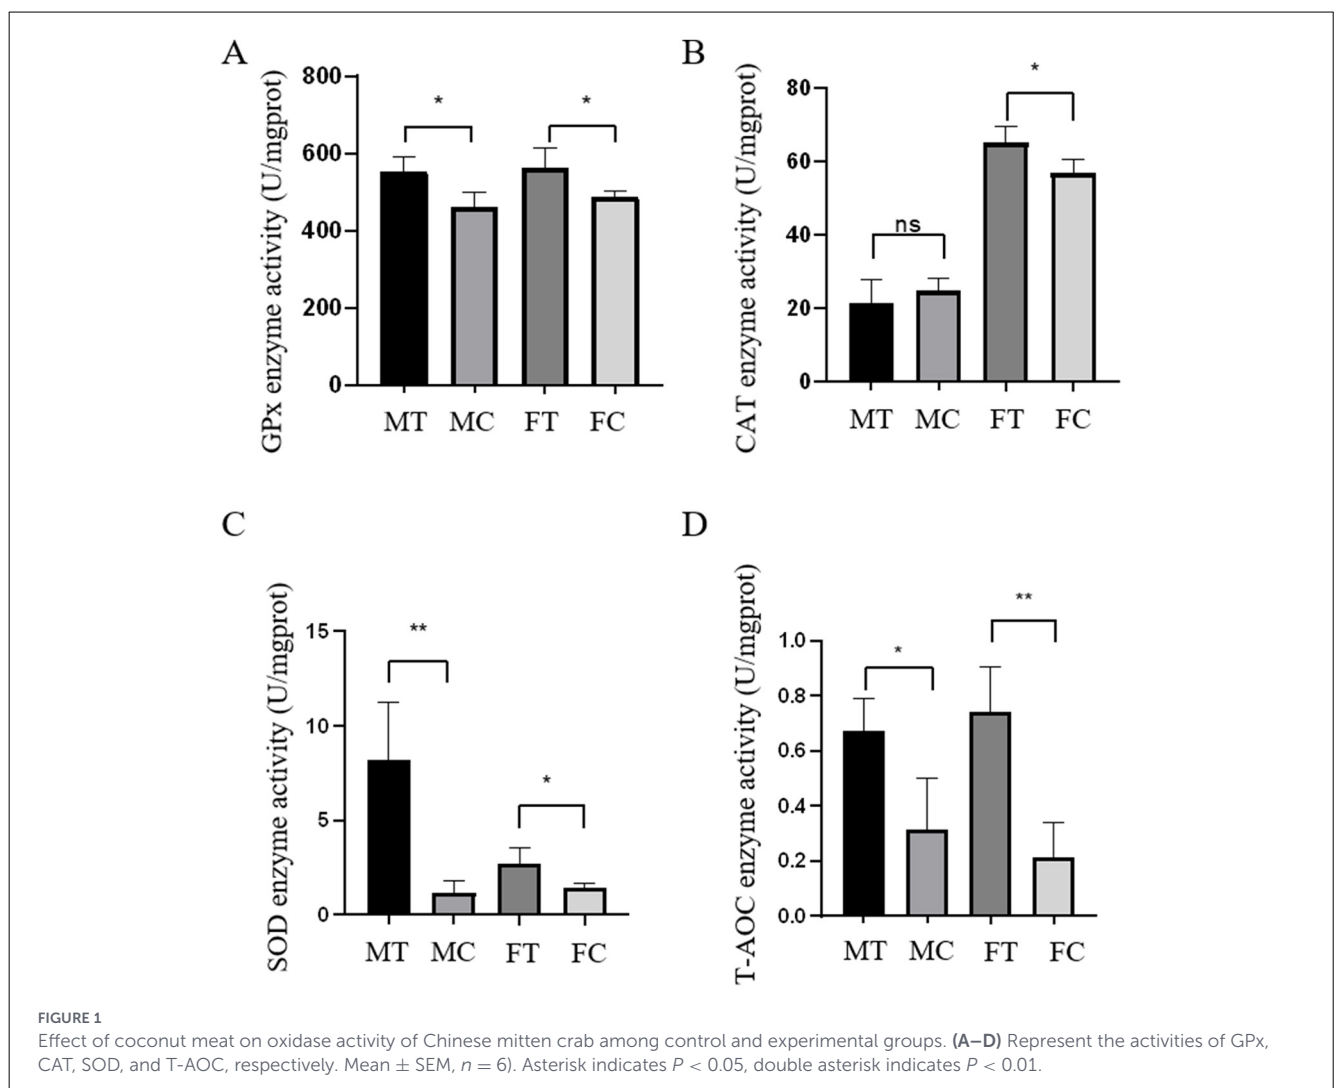 A
GPx enzyme activity (U/mgprot)
800
600
400
200
0
*
*
MT MC FT FC
B
CAT enzyme activity (U/mgprot)
80
60
40
20
0
ns
*
MT MC FT FC
C
SOD enzyme activity (U/mgprot)
15
10
5
0
**
*
MT MC FT FC
D
T-AOC enzyme activity (U/mgprot)
1.0
0.8
0.6
0.4
0.2
0.0
*
**
MT MC FT FC
FIGURE 1
Effect of coconut meat on oxidase activity of Chinese mitten crab among control and experimental groups. (A–D) Represent the activities of GPx,
CAT, SOD, and T-AOC, respectively. Mean ± SEM, n = 6). Asterisk indicates P < 0.05, double asterisk indicates P < 0.01.